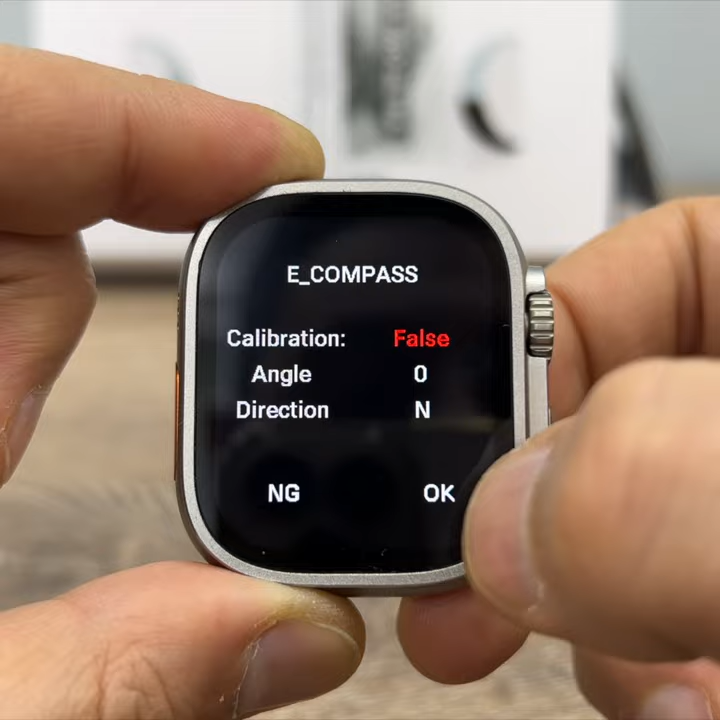 E_COMPASS
Calibration: False
Angle 0
Direction N
NG OK